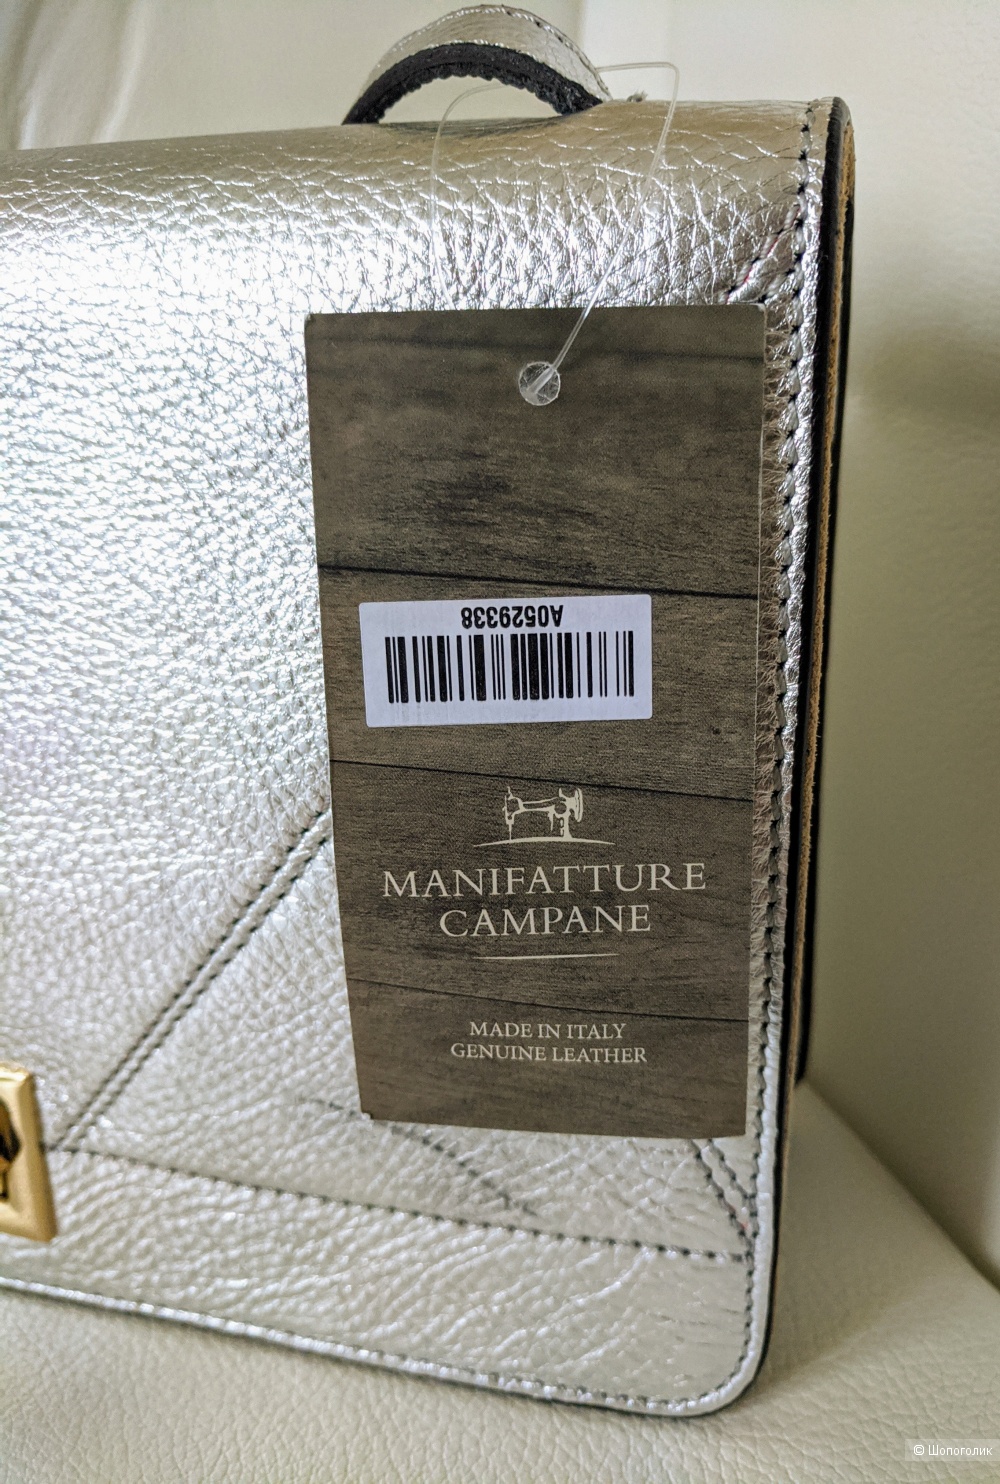 A0529338
MANIFATTURE
CAMPANE
MADE IN ITALY
GENUINE LEATHER
© Шопоголик